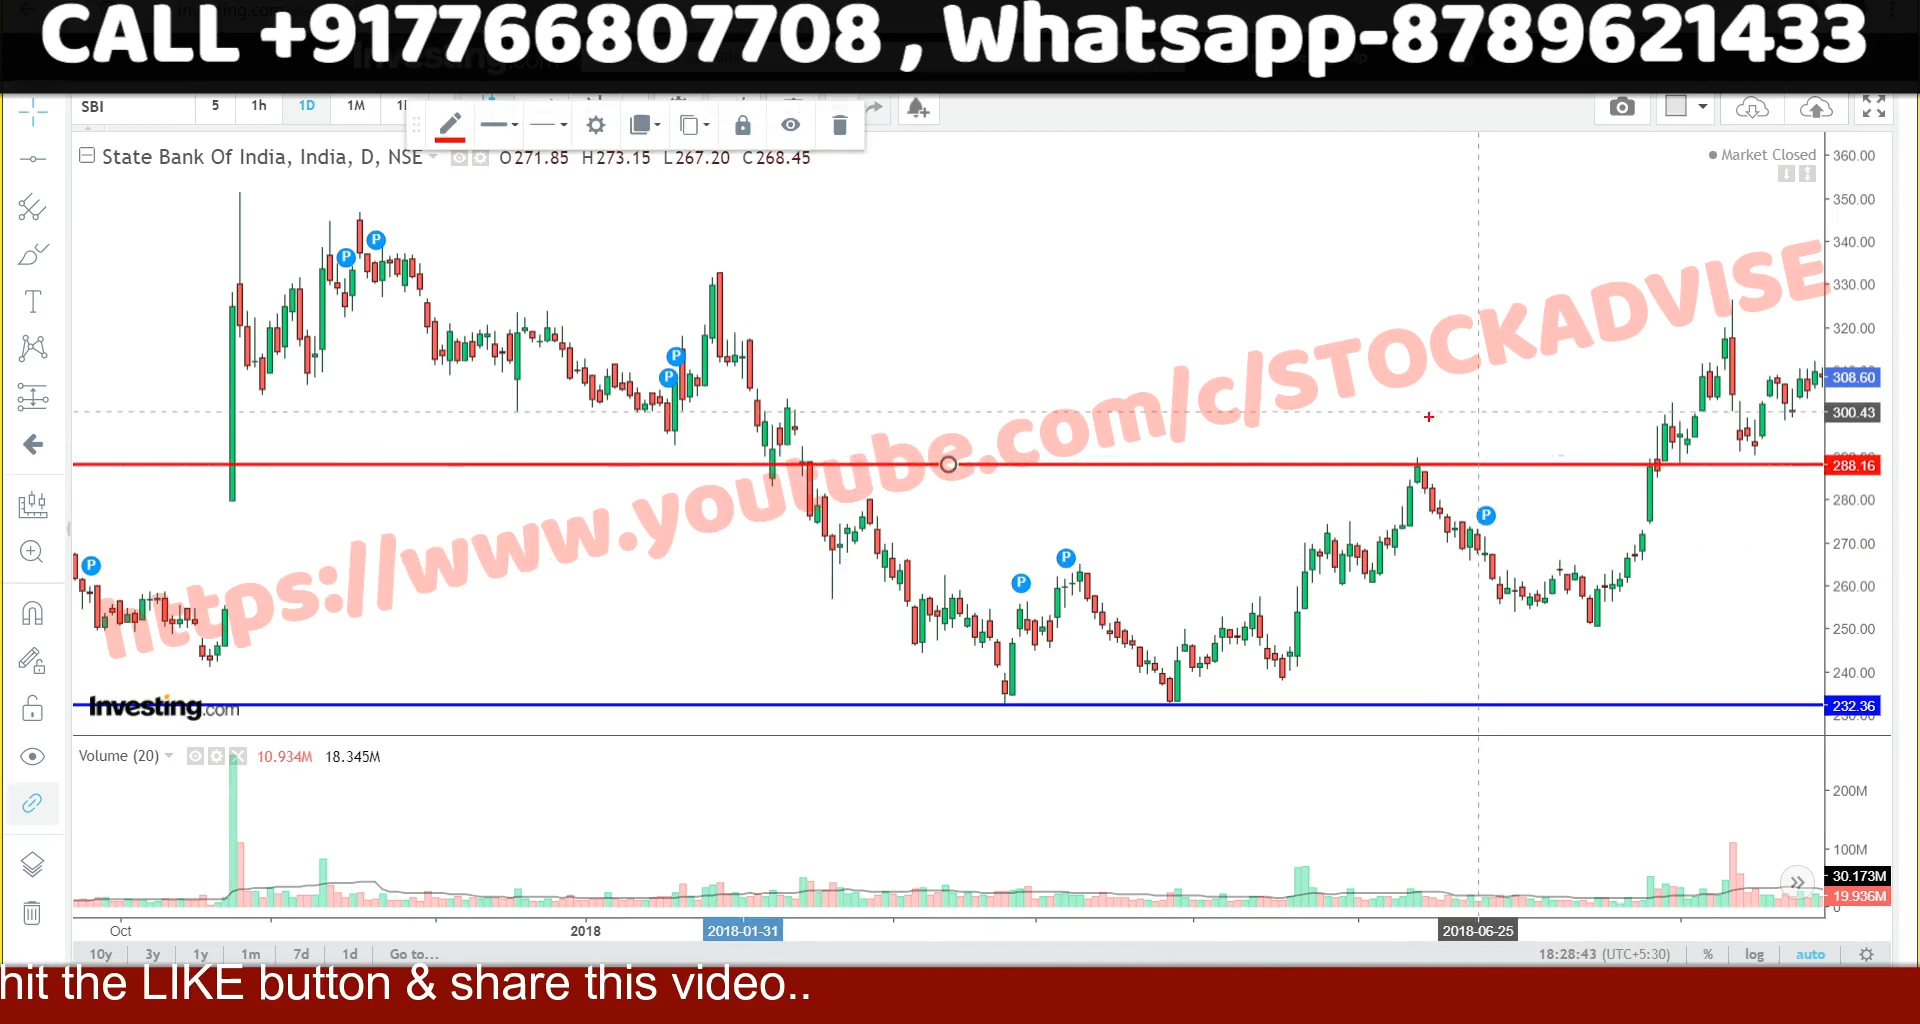 CALL +917766807708 , Whatsapp-8789621433
SBI 5 1h 1D 1M
State Bank Of India, India, D, NSE O271.85 H273.15 L267.20 C268.45
Market Closed
360.00
350.00
340.00
330.00
320.00
308.60
300.43
288.16
280.00
270.00
260.00
250.00
240.00
232.36
https://www.youtube.com/c/STOCKADVISE
P
P
P
P
P
P
P
P
T
Investing.com
Volume (20) 10.934M 18.345M
200M
100M
30.173M
19.936M
0
Oct 2018 2018-01-31 2018-06-25
10y 3y 1y 1m 7d 1d Go to... 18:28:43 (UTC+5:30) % log auto
hit the LIKE button & share this video..